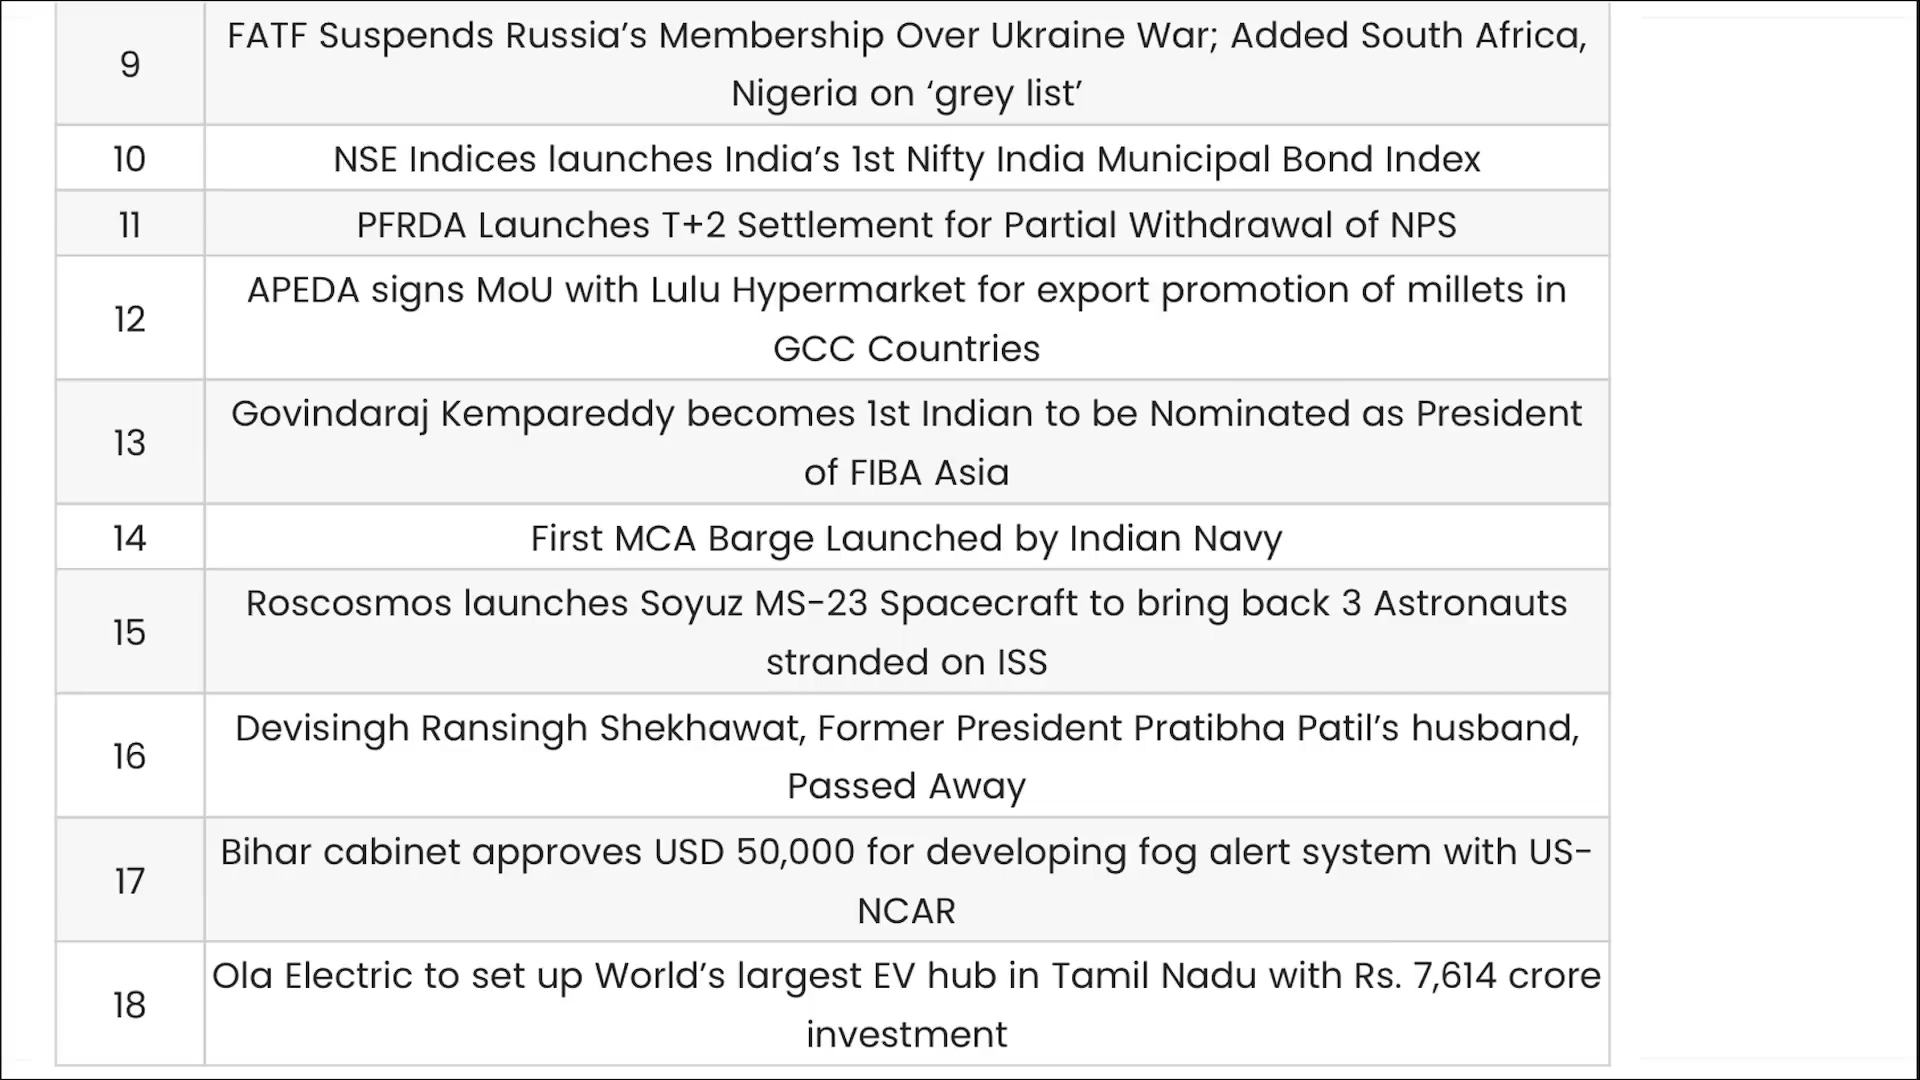 9
FATF Suspends Russia’s Membership Over Ukraine War; Added South Africa,
Nigeria on ‘grey list’
10
NSE Indices launches India’s 1st Nifty India Municipal Bond Index
11
PFRDA Launches T+2 Settlement for Partial Withdrawal of NPS
12
APEDA signs MoU with Lulu Hypermarket for export promotion of millets in
GCC Countries
13
Govindaraj Kempareddy becomes 1st Indian to be Nominated as President
of FIBA Asia
14
First MCA Barge Launched by Indian Navy
15
Roscosmos launches Soyuz MS-23 Spacecraft to bring back 3 Astronauts
stranded on ISS
16
Devisingh Ransingh Shekhawat, Former President Pratibha Patil’s husband,
Passed Away
17
Bihar cabinet approves USD 50,000 for developing fog alert system with US-
NCAR
18
Ola Electric to set up World’s largest EV hub in Tamil Nadu with Rs. 7,614 crore
investment